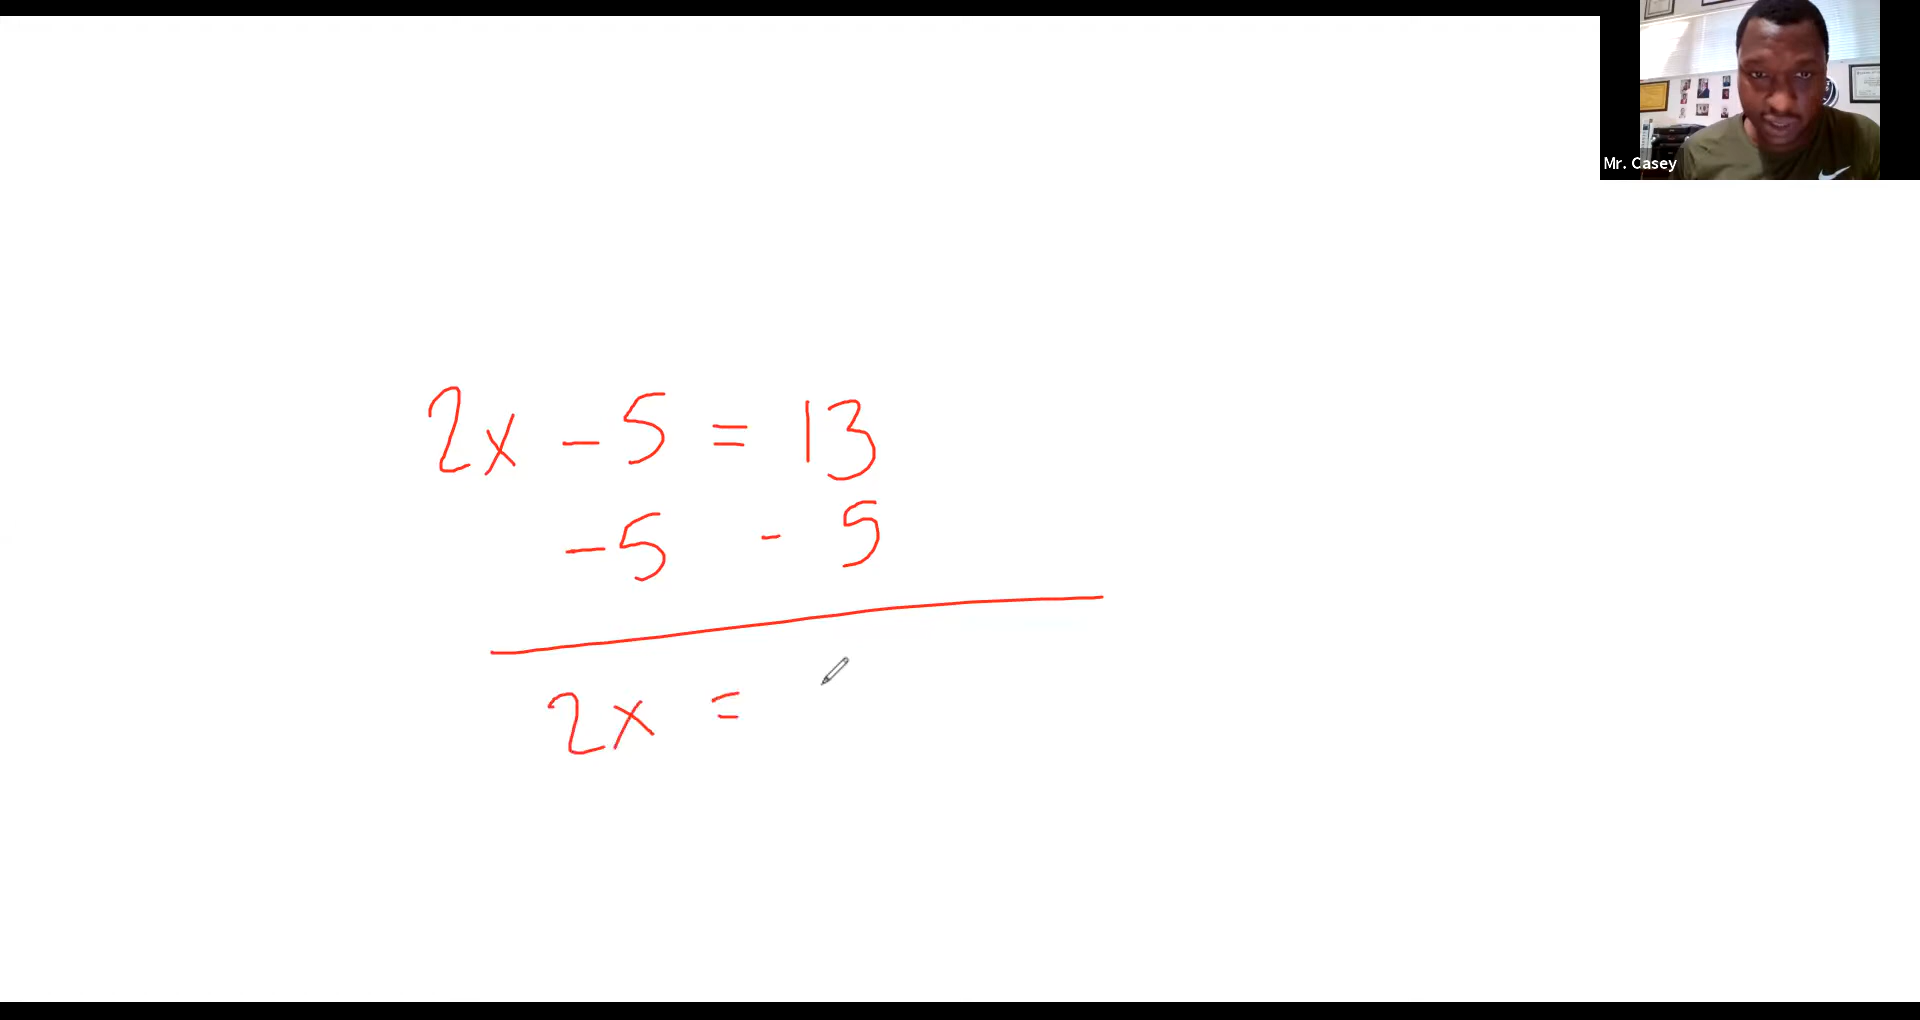 Mr. Casey
2x - 5 = 13
-5 - 5
2x =